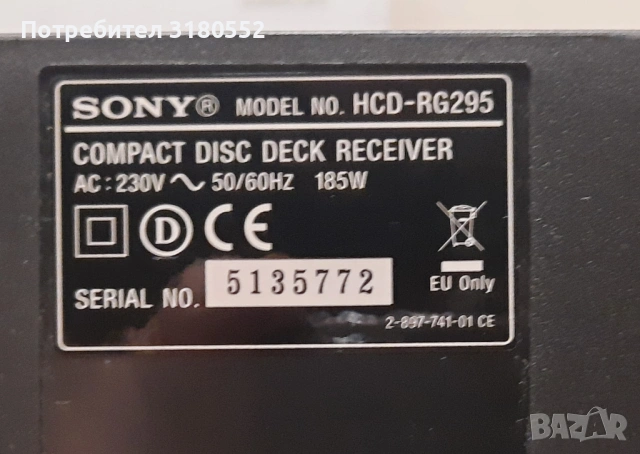 Потребител 3180552
SONY® MODEL NO. HCD-RG295
COMPACT DISC DECK RECEIVER
AC : 230V ~ 50/60HZ 185W
D CE
SERIAL NO. 5135772
EU Only
2-897-741-01 CE
BAZAR